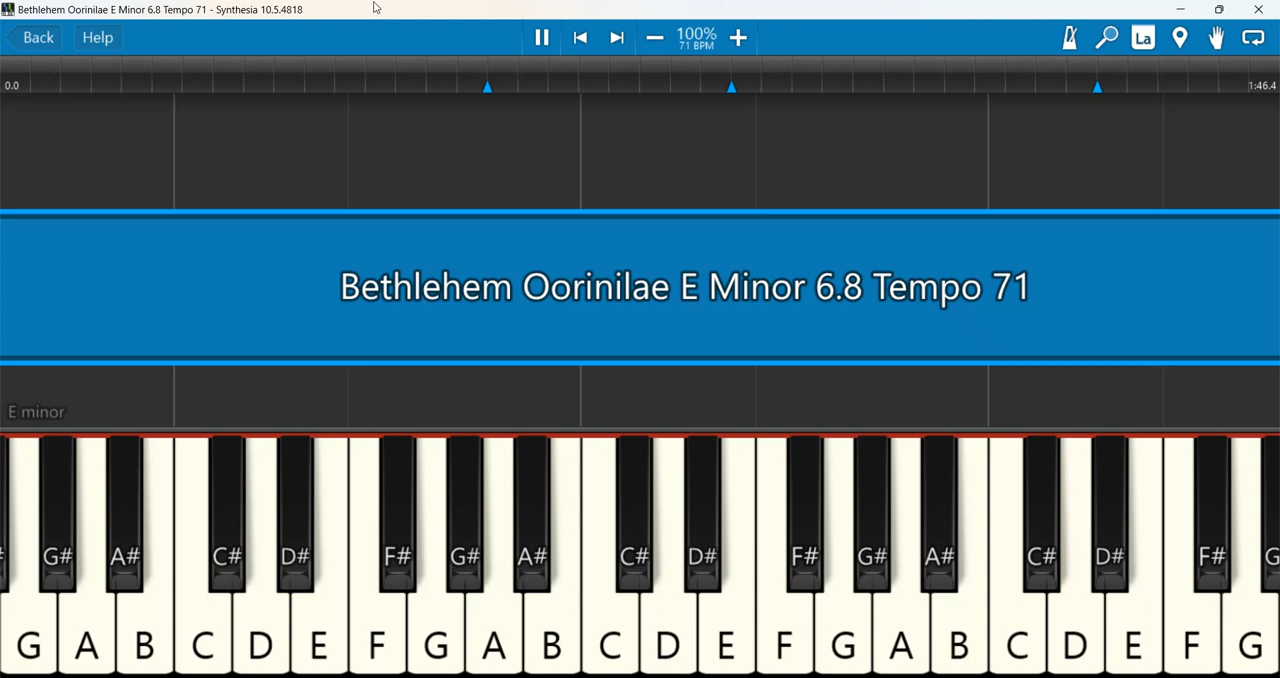 Bethlehem Oorinilae E Minor 6.8 Tempo 71 - Synthesia 10.5.4818
Back Help 100% La
71 BPM
0.0 1:46.4
Bethlehem Oorinilae E Minor 6.8 Tempo 71
E minor
G# A# C# D# F# G# A# C# D# F# G# A# C# D# F# G
G A B C D E F G A B C D E F G A B C D E F G